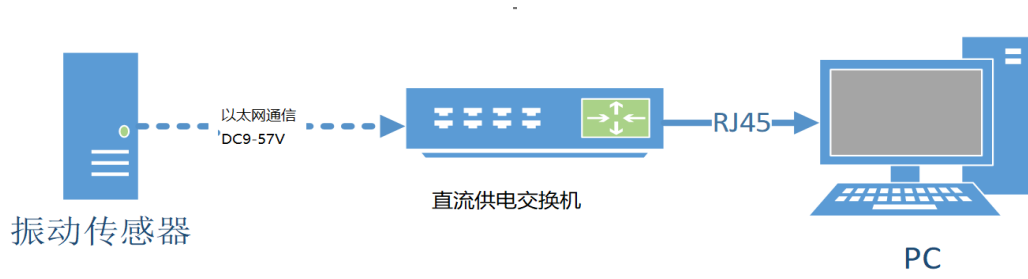 以太网通信
DC9-57V
RJ45
直流供电交换机
振动传感器
PC